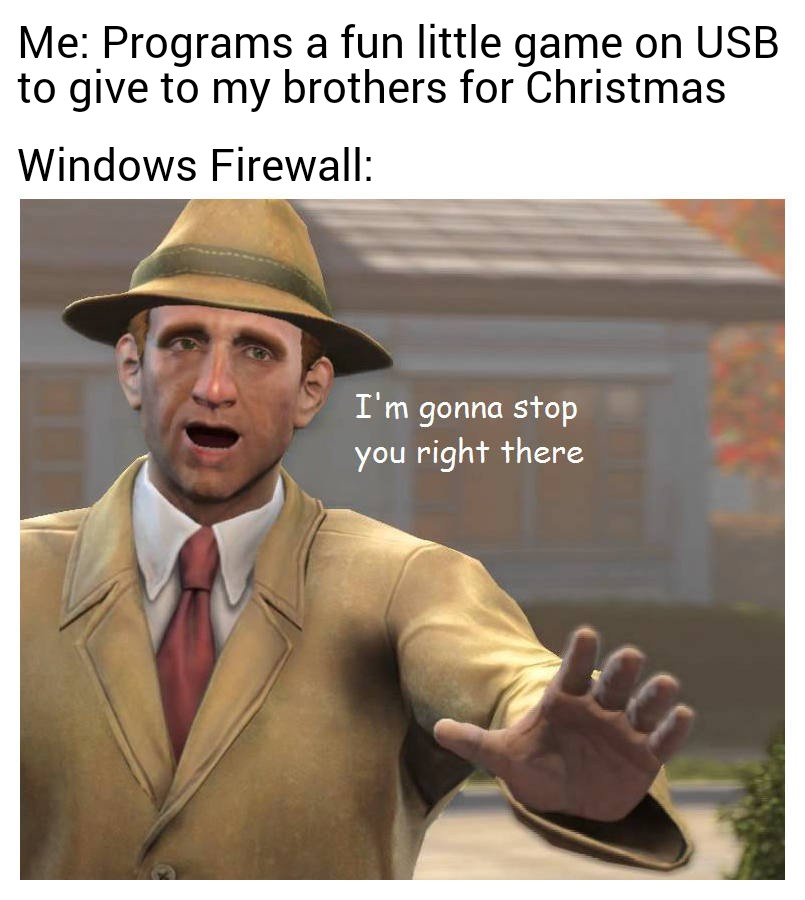 Me: Programs a fun little game on USB
to give to my brothers for Christmas
Windows Firewall:
I'm gonna stop
you right there